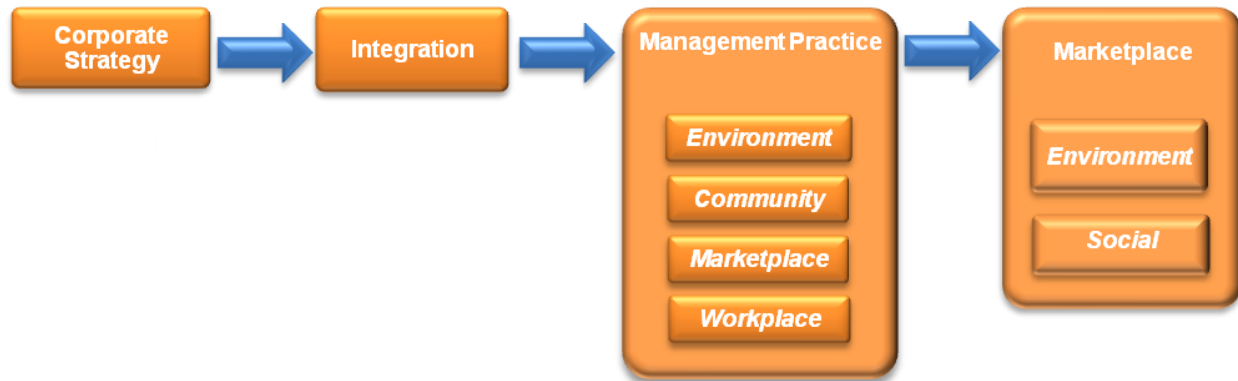 Corporate
Strategy
Integration
Management Practice
Environment
Community
Marketplace
Workplace
Marketplace
Environment
Social